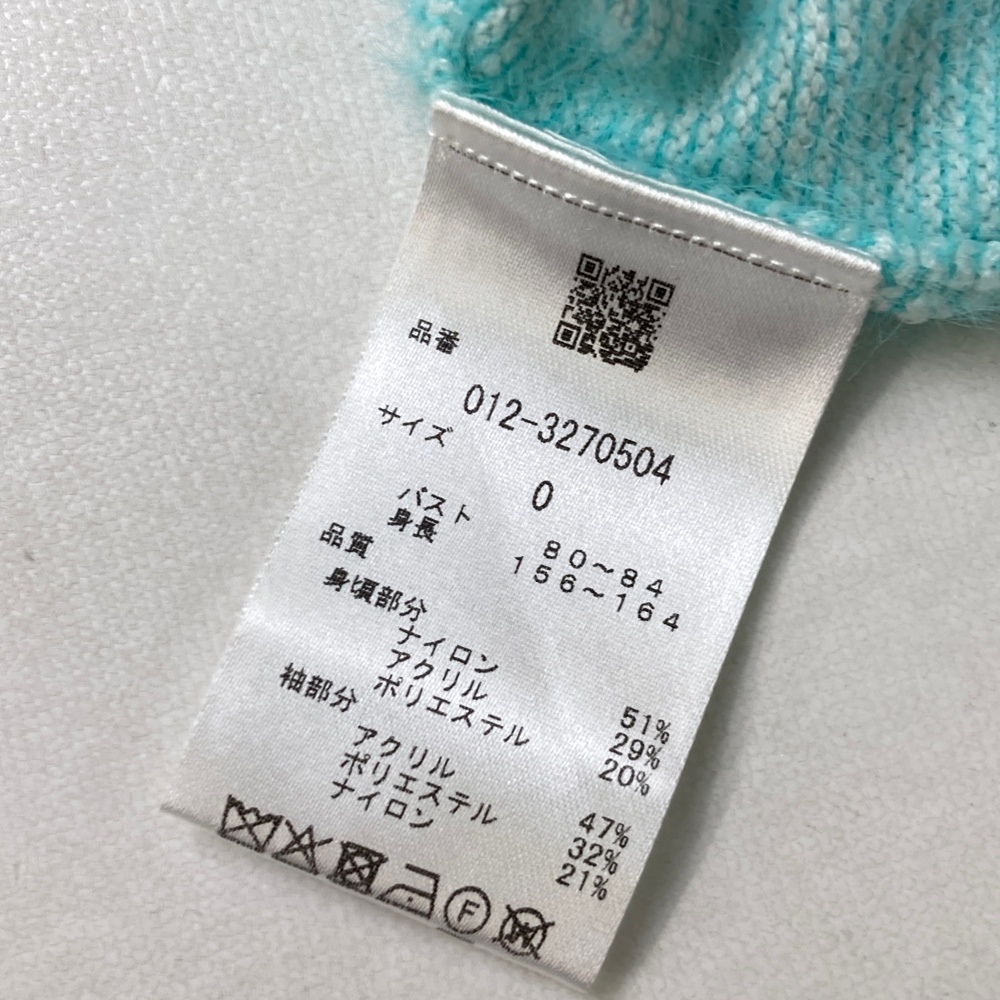 品番
012-3270504
サイズ
0
バスト 80~84
身長 156~164
品質
身頃部分
ナイロン 51%
アクリル 29%
ポリエステル 20%
袖部分
アクリル 47%
ポリエステル 32%
ナイロン 21%
F W